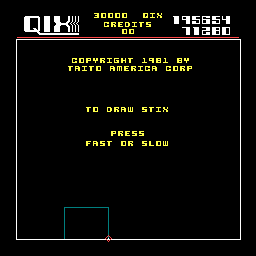 QIX
30000 QIX
CREDITS
00
195654
71280
COPYRIGHT 1981 BY
TAITO AMERICA CORP
TO DRAW STIX
PRESS
FAST OR SLOW